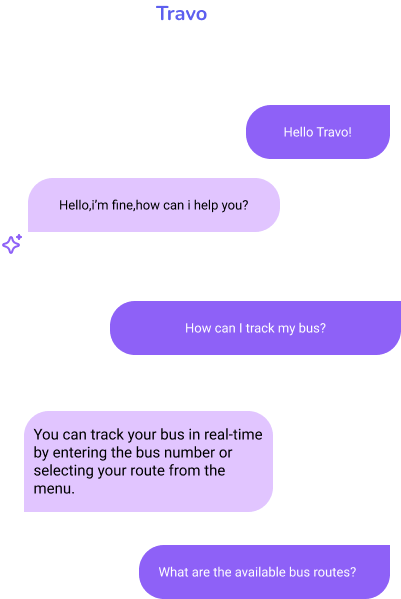 Travo
Hello Travo!
Hello,i'm fine,how can i help you?
How can I track my bus?
You can track your bus in real-time
by entering the bus number or
selecting your route from the
menu.
What are the available bus routes?